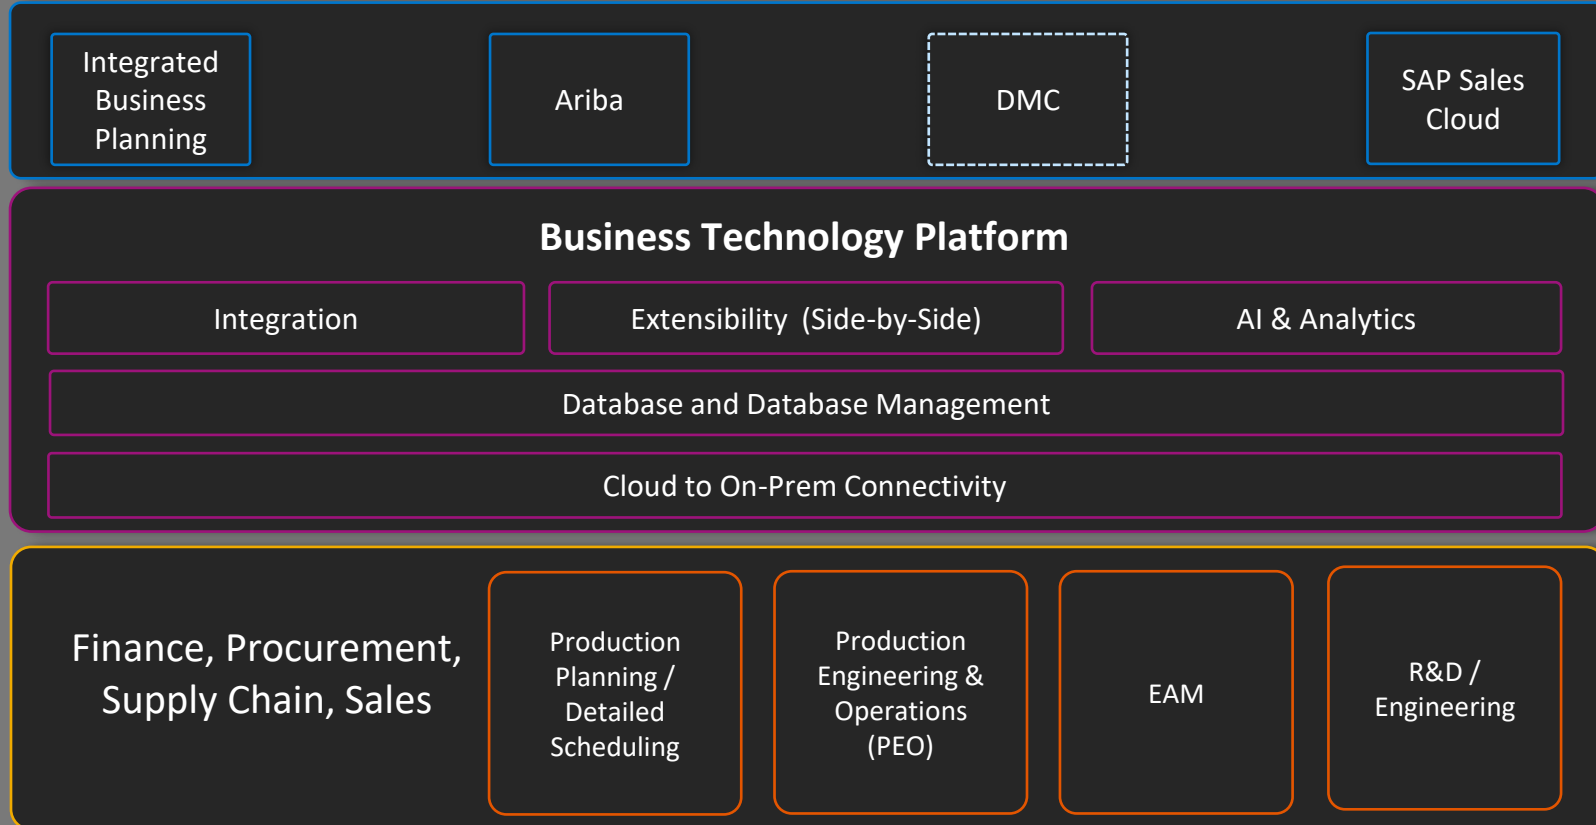 Integrated
Business
Planning
Ariba
DMC
SAP Sales
Cloud
Business Technology Platform
Integration
Extensibility (Side-by-Side)
AI & Analytics
Database and Database Management
Cloud to On-Prem Connectivity
Finance, Procurement,
Supply Chain, Sales
Production
Planning /
Detailed
Scheduling
Production
Engineering &
Operations
(PEO)
EAM
R&D /
Engineering